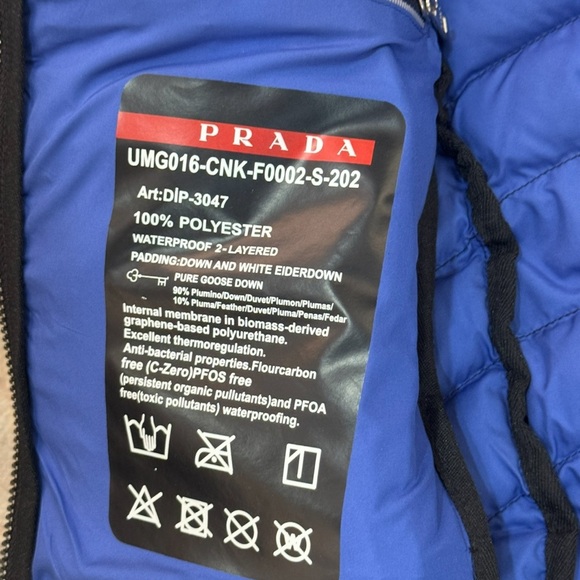 PRADA
UMG016-CNK-F0002-S-202
Art:DIP-3047
100% POLYESTER
WATERPROOF 2-LAYERED
PADDING:DOWN AND WHITE EIDERDOWN
PURE GOOSE DOWN
90% Piumino/Down/Duvet/Plumon/Plumas/
10% Piuma/Feather/Duvet/Pluma/Penas/Fedar
Internal membrane in biomass-derived
graphene-based polyurethane.
Excellent thermoregulation.
Anti-bacterial properties.Flourcarbon
free (C-Zero)PFOS free
(persistent organic pullutants)and PFOA
free(toxic pollutants) waterproofing.
W